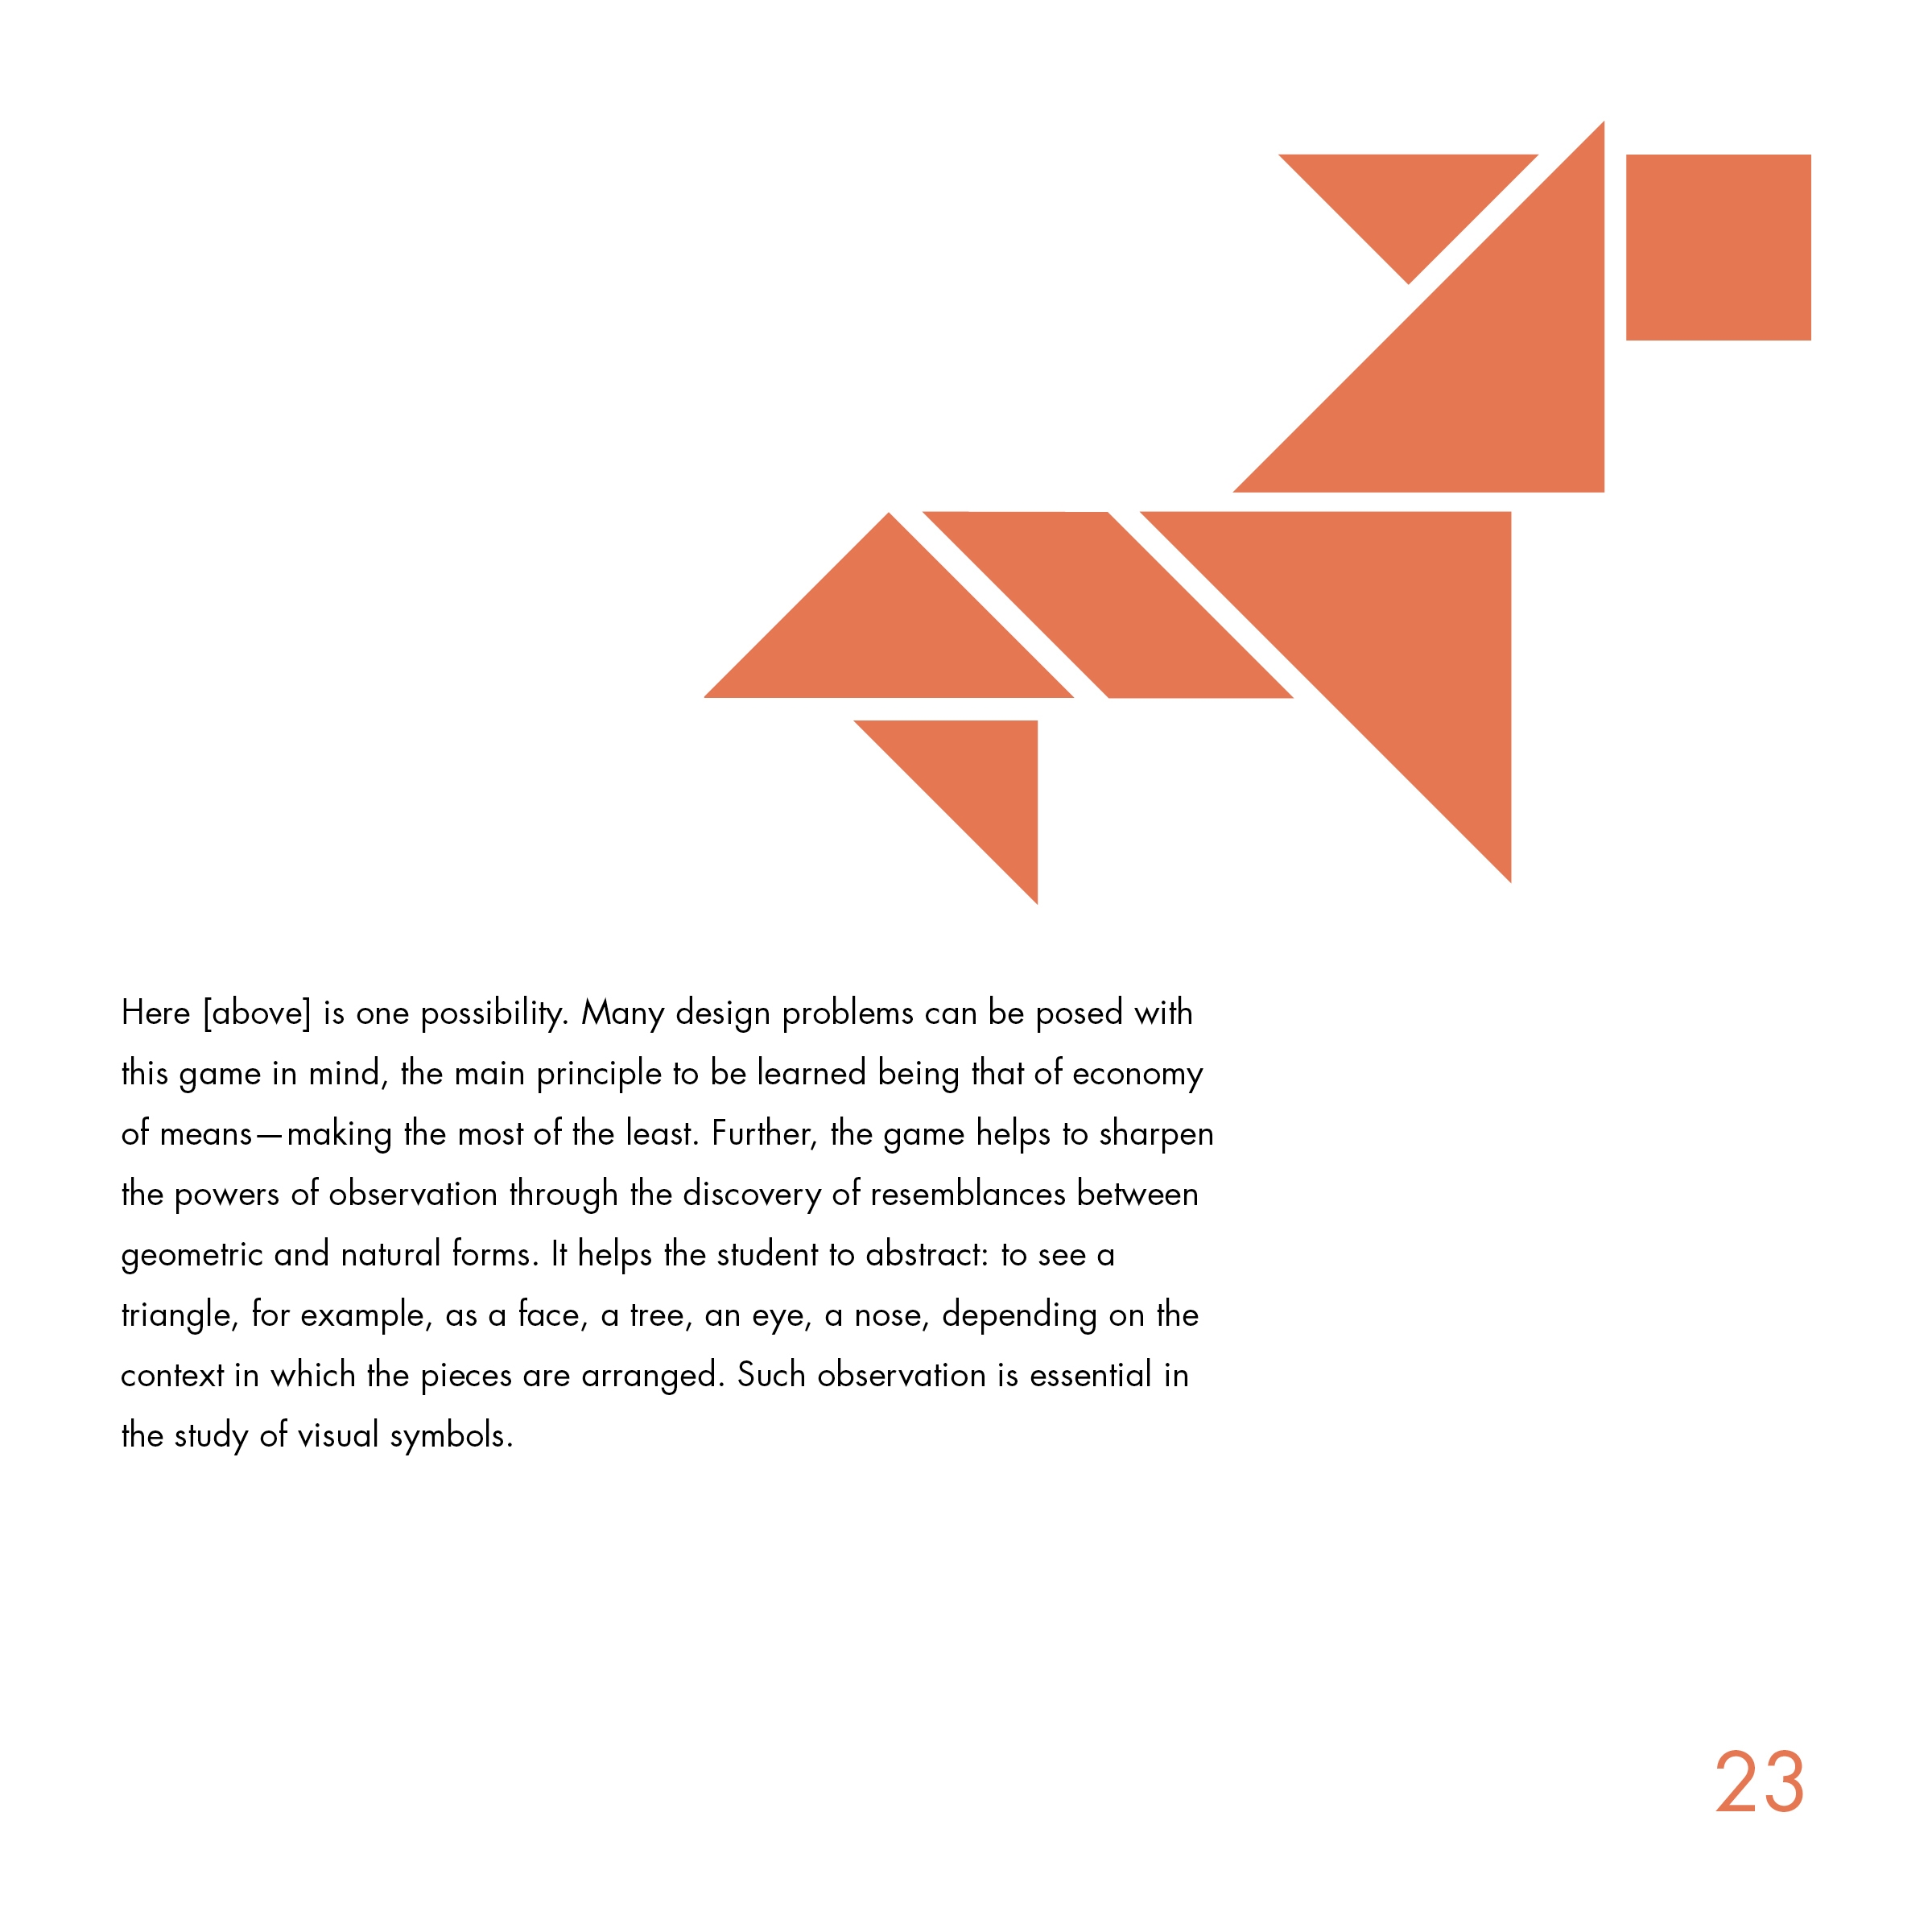 Here [above] is one possibility. Many design problems can be posed with
this game in mind, the main principle to be learned being that of economy
of means—making the most of the least. Further, the game helps to sharpen
the powers of observation through the discovery of resemblances between
geometric and natural forms. It helps the student to abstract: to see a
triangle, for example, as a face, a tree, an eye, a nose, depending on the
context in which the pieces are arranged. Such observation is essential in
the study of visual symbols.
23